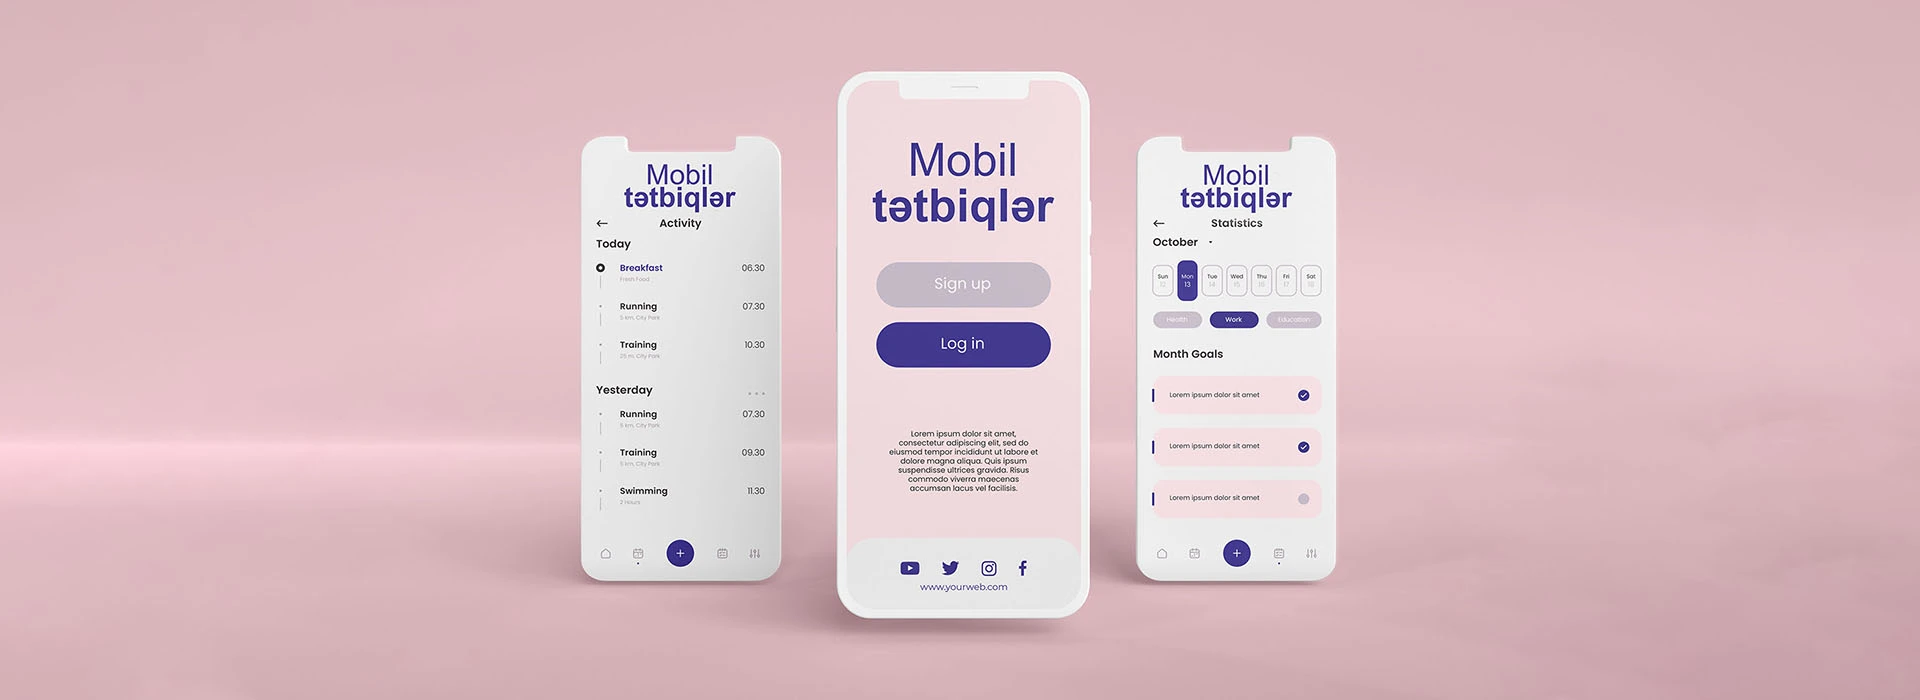 Mobil
tətbiqlər
Activity
Today
Breakfast 06.30
Fresh Food
Running 07.30
5 km, City Park
Training 10.30
25 m, City Park
Yesterday
Running 07.30
5 km, City Park
Training 09.30
5 km, City Park
Swimming 11.30
2 Hours
Mobil
tətbiqlər
Sign up
Log in
Lorem ipsum dolor sit amet,
consectetur adipiscing elit, sed do
eiusmod tempor incididunt ut labore et
dolore magna aliqua. Quis ipsum
suspendisse ultrices gravida. Risus
commodo viverra maecenas
accumsan lacus vel facilisis.
www.yourweb.com
Mobil
tətbiqlər
Statistics
October
Sun Mon Tue Wed Thu Fri Sat
12 13 14 15 16 17 18
Health Work Education
Month Goals
Lorem ipsum dolor sit amet
Lorem ipsum dolor sit amet
Lorem ipsum dolor sit amet